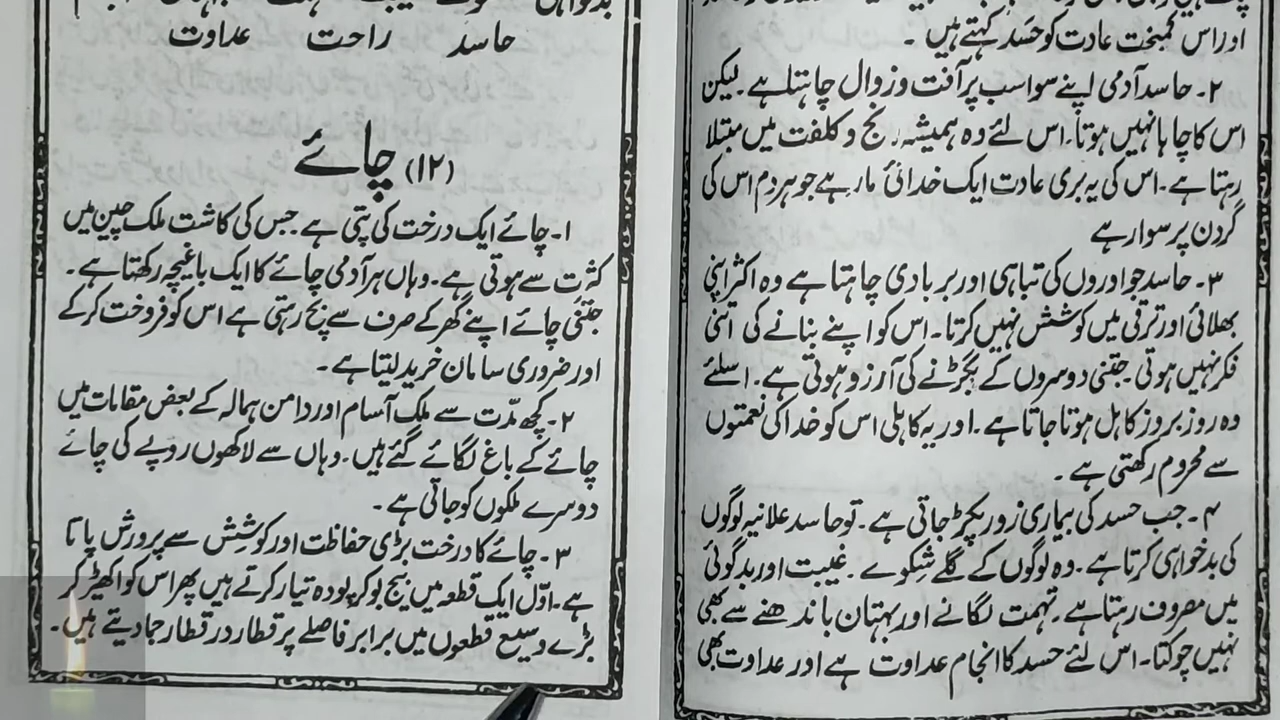 اور اس کمبخت عادت کو حَسَد کہتے ہیں ۔
۲۔ حاسد آدمی اپنے سوا سب پر آفت و زوال چاہتا ہے۔ لیکن
اس کا چاہا نہیں ہوتا۔ اس لئے وہ ہمیشہ رنج و کلفت میں مبتلا
رہتا ہے۔ اس کی یہ بری عادت ایک خدائی مار ہے جو ہر دم اس کی
گردن پر سوار ہے
۳۔ حاسد جو اوروں کی تباہی اور بربادی چاہتا ہے وہ اکثر اپنی
بھلائی اور ترقی میں کوشش نہیں کرتا۔ اس کو اپنے بنانے کی اتنی
فکر نہیں ہوتی۔ جتنی دوسروں کے بگڑنے کی آرزو ہوتی ہے۔ اسلئے
وہ روز بروز کاہل ہوتا جاتا ہے۔ اور یہ کاہلی اس کو خدا کی نعمتوں
سے محروم رکھتی ہے ۔
۴۔ جب حسد کی بیماری زور پکڑ جاتی ہے۔ تو حاسد علانیہ لوگوں
کی بدخواہی کرتا ہے۔ وہ لوگوں کے گلے شکوے ۔ غیبت اور بدگوئی
میں مصروف رہتا ہے۔ تہمت لگانے اور بہتان باندھنے سے بھی
نہیں چوکتا۔ اس لئے حسد کا انجام عداوت ہے اور عداوت بھی
حاسد راحت عداوت
(۱۲) چائے
۱۔ چائے ایک درخت کی پتی ہے۔ جس کی کاشت ملک چین میں
کثرت سے ہوتی ہے۔ وہاں ہر آدمی چائے کا ایک باغیچہ رکھتا ہے۔
جتنی چائے اپنے گھر کے صرف سے بچ رہتی ہے اس کو فروخت کر کے
اور ضروری سامان خرید لیتا ہے ۔
۲۔ کچھ مدّت سے ملک آسام اور دامن ہمالہ کے بعض مقامات میں
چائے کے باغ لگائے گئے ہیں۔ وہاں سے لاکھوں روپے کی چائے
دوسرے ملکوں کو جاتی ہے ۔
۳۔ چائے کا درخت بڑی حفاظت اور کوشِش سے پرورش پاتا
ہے۔ اوّل ایک قطعہ میں بیج بو کر پودہ تیار کرتے ہیں پھر اس کو اکھیڑ کر
بڑے وسیع قطعوں میں برابر فاصلے پر قطار در قطار جما دیتے ہیں۔